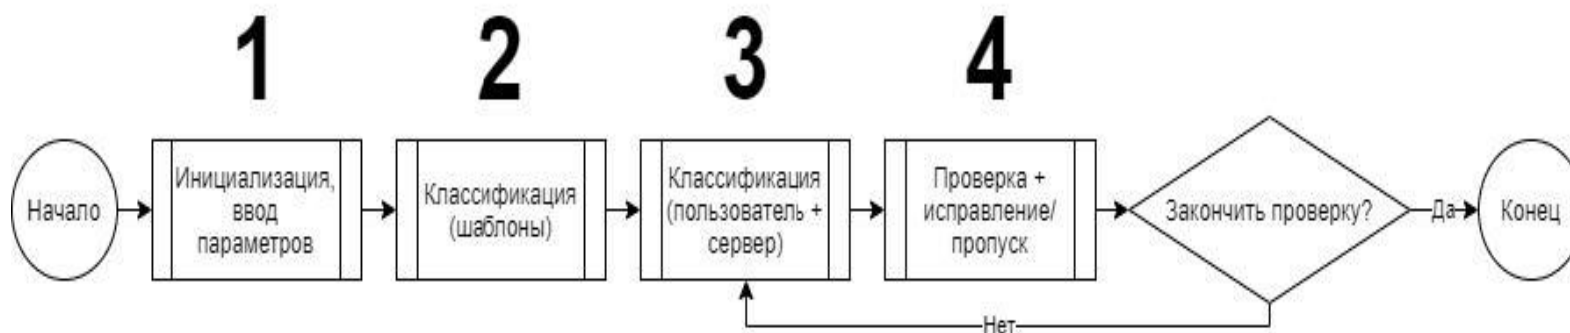 1
2
3
4
Начало
Инициализация,
ввод
параметров
Классификация
(шаблоны)
Классификация
(пользователь +
сервер)
Проверка +
исправление/
пропуск
Закончить проверку?
Да
Конец
Нет